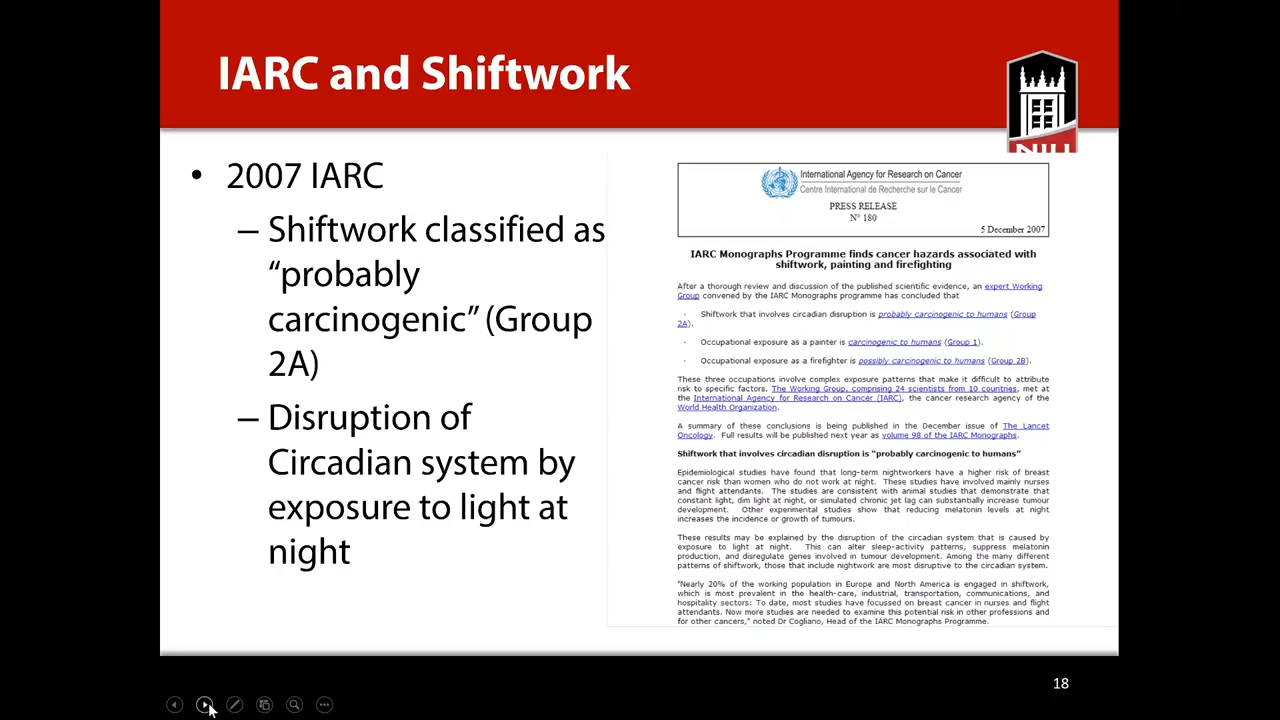 IARC and Shiftwork
NIU
• 2007 IARC
– Shiftwork classified as
“probably
carcinogenic” (Group
2A)
– Disruption of
Circadian system by
exposure to light at
night
International Agency for Research on Cancer
Centre International de Recherche sur le Cancer
PRESS RELEASE
N° 180
5 December 2007
IARC Monographs Programme finds cancer hazards associated with
shiftwork, painting and firefighting
After a thorough review and discussion of the published scientific evidence, an expert Working
Group convened by the IARC Monographs programme has concluded that
· Shiftwork that involves circadian disruption is probably carcinogenic to humans (Group
2A).
· Occupational exposure as a painter is carcinogenic to humans (Group 1).
· Occupational exposure as a firefighter is possibly carcinogenic to humans (Group 2B).
These three occupations involve complex exposure patterns that make it difficult to attribute
risk to specific factors. The Working Group, comprising 24 scientists from 10 countries, met at
the International Agency for Research on Cancer (IARC), the cancer research agency of the
World Health Organization.
A summary of these conclusions is being published in the December issue of The Lancet
Oncology. Full results will be published next year as volume 98 of the IARC Monographs.
Shiftwork that involves circadian disruption is “probably carcinogenic to humans”
Epidemiological studies have found that long-term nightworkers have a higher risk of breast
cancer risk than women who do not work at night. These studies have involved mainly nurses
and flight attendants. The studies are consistent with animal studies that demonstrate that
constant light, dim light at night, or simulated chronic jet lag can substantially increase tumour
development. Other experimental studies show that reducing melatonin levels at night
increases the incidence or growth of tumours.
These results may be explained by the disruption of the circadian system that is caused by
exposure to light at night. This can alter sleep-activity patterns, suppress melatonin
production, and disregulate genes involved in tumour development. Among the many different
patterns of shiftwork, those that include nightwork are most disruptive to the circadian system.
"Nearly 20% of the working population in Europe and North America is engaged in shiftwork,
which is most prevalent in the health-care, industrial, transportation, communications, and
hospitality sectors: To date, most studies have focussed on breast cancer in nurses and flight
attendants. Now more studies are needed to examine this potential risk in other professions and
for other cancers," noted Dr Cogliano, Head of the IARC Monographs Programme.
18